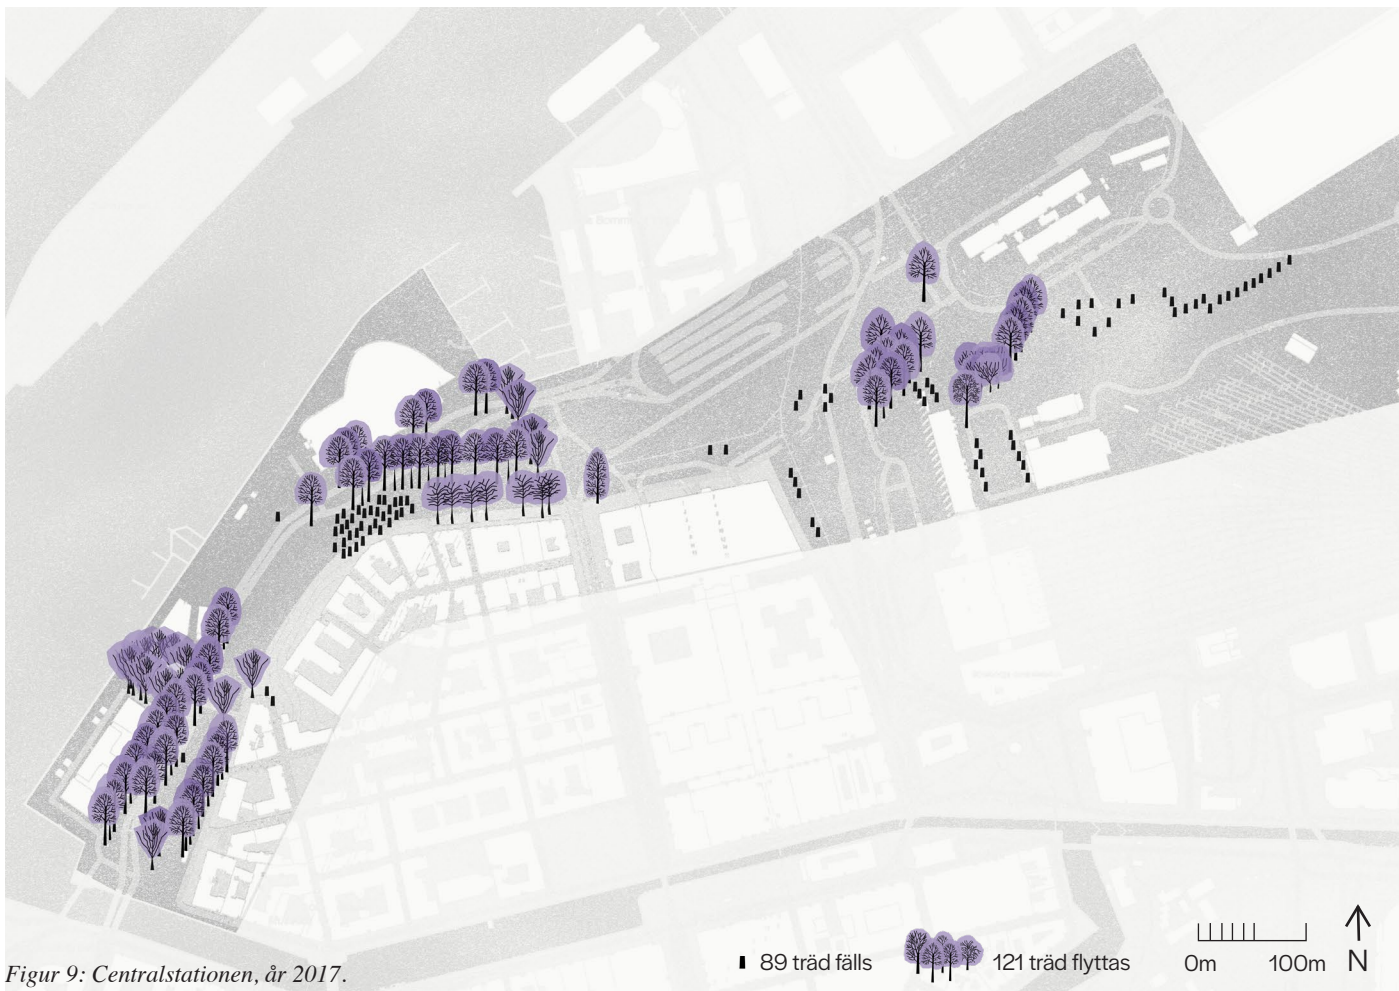 89 träd fälls
121 träd flyttas
0m 100m
N
Figur 9: Centralstationen, år 2017.